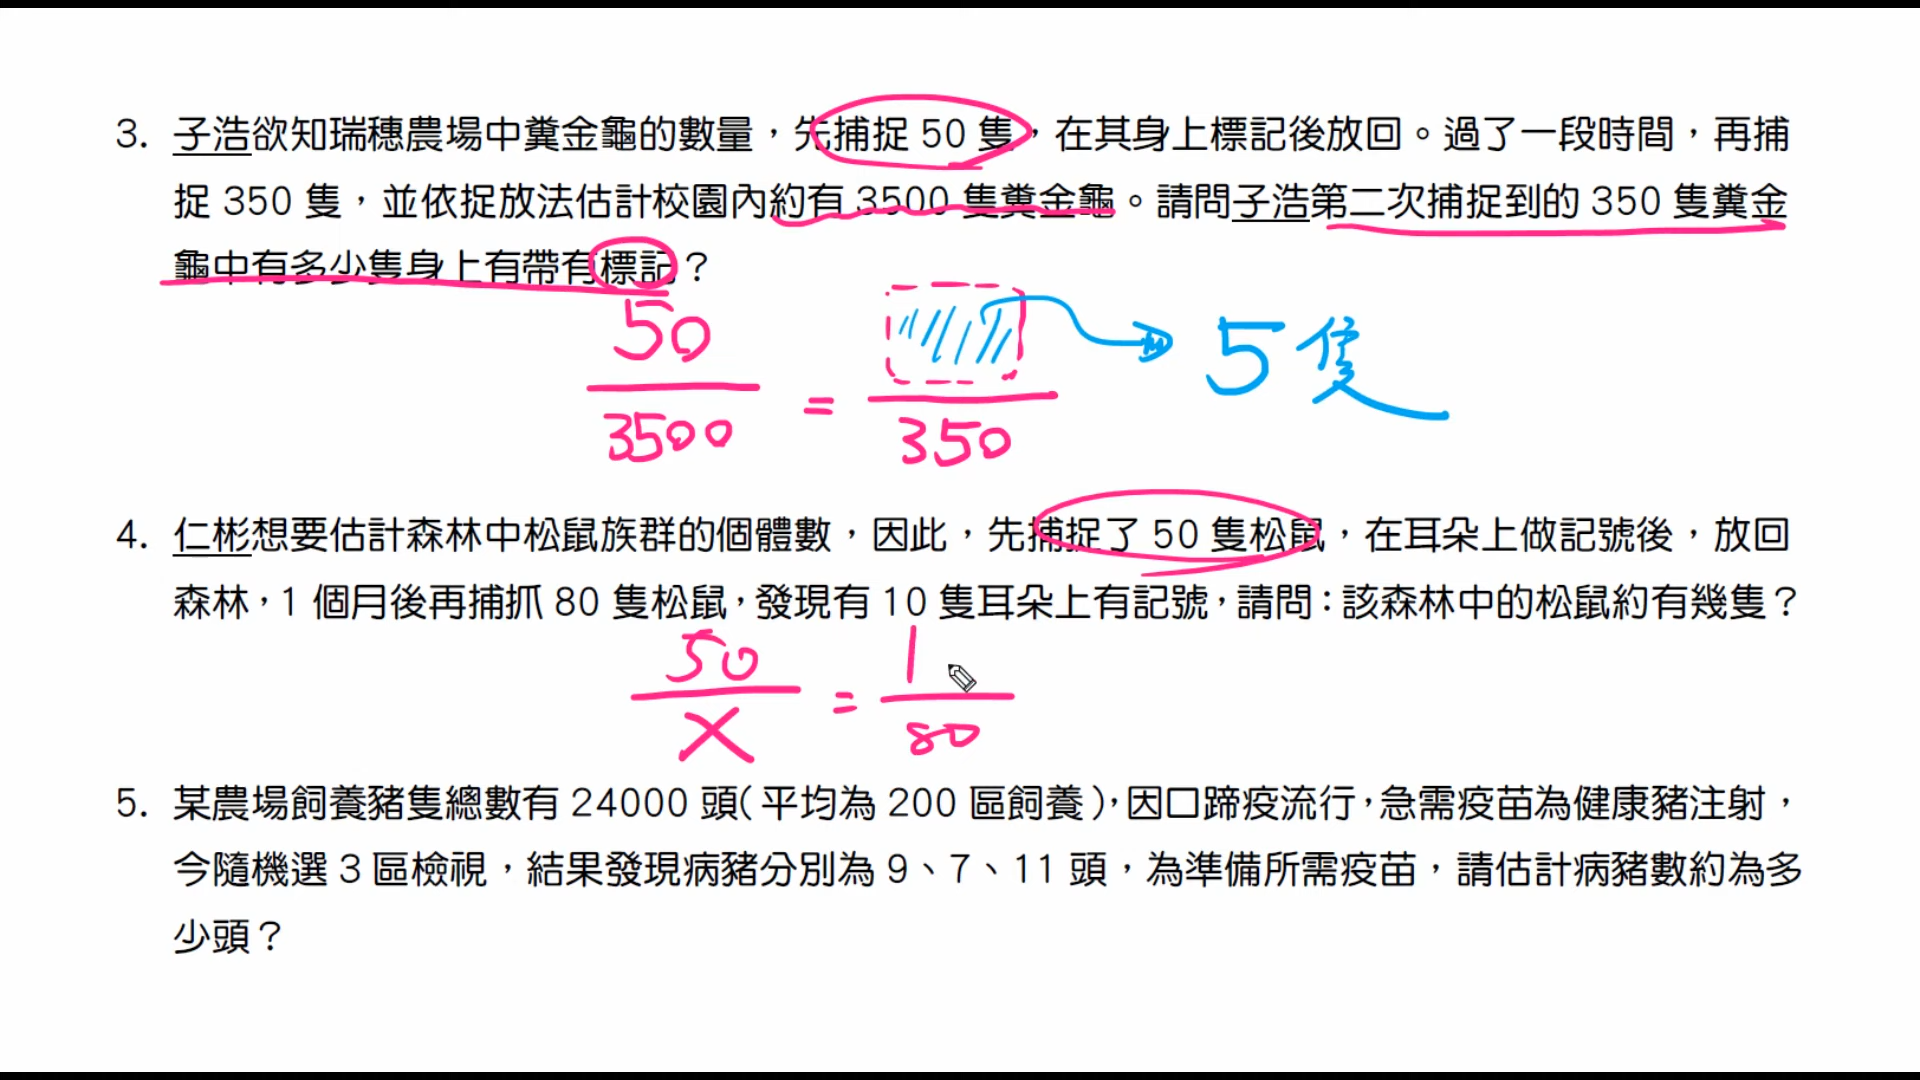 3. 子浩欲知瑞穗農場中糞金龜的數量，先捕捉 50 隻，在其身上標記後放回。過了一段時間，再捕
捉 350 隻，並依捉放法估計校園內約有 3500 隻糞金龜。請問子浩第二次捕捉到的 350 隻糞金
龜中有多少隻身上有帶有標記？
50
3500
=
350
5隻
4. 仁彬想要估計森林中松鼠族群的個體數，因此，先捕捉了 50 隻松鼠，在耳朵上做記號後，放回
森林，1 個月後再捕抓 80 隻松鼠，發現有 10 隻耳朵上有記號，請問：該森林中的松鼠約有幾隻？
50
X
=
1
80
5. 某農場飼養豬隻總數有 24000 頭(平均為 200 區飼養)，因口蹄疫流行，急需疫苗為健康豬注射，
今隨機選 3 區檢視，結果發現病豬分別為 9、7、11 頭，為準備所需疫苗，請估計病豬數約為多
少頭？